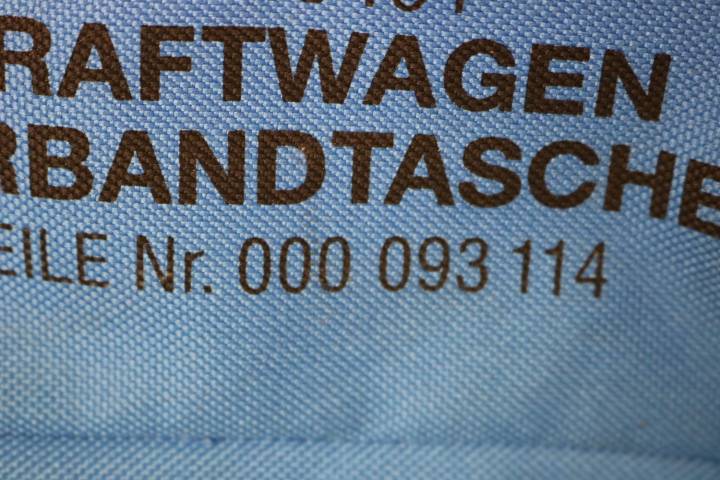 RAFTWAGEN
RBANDTASCHE
EILE Nr. 000 093 114